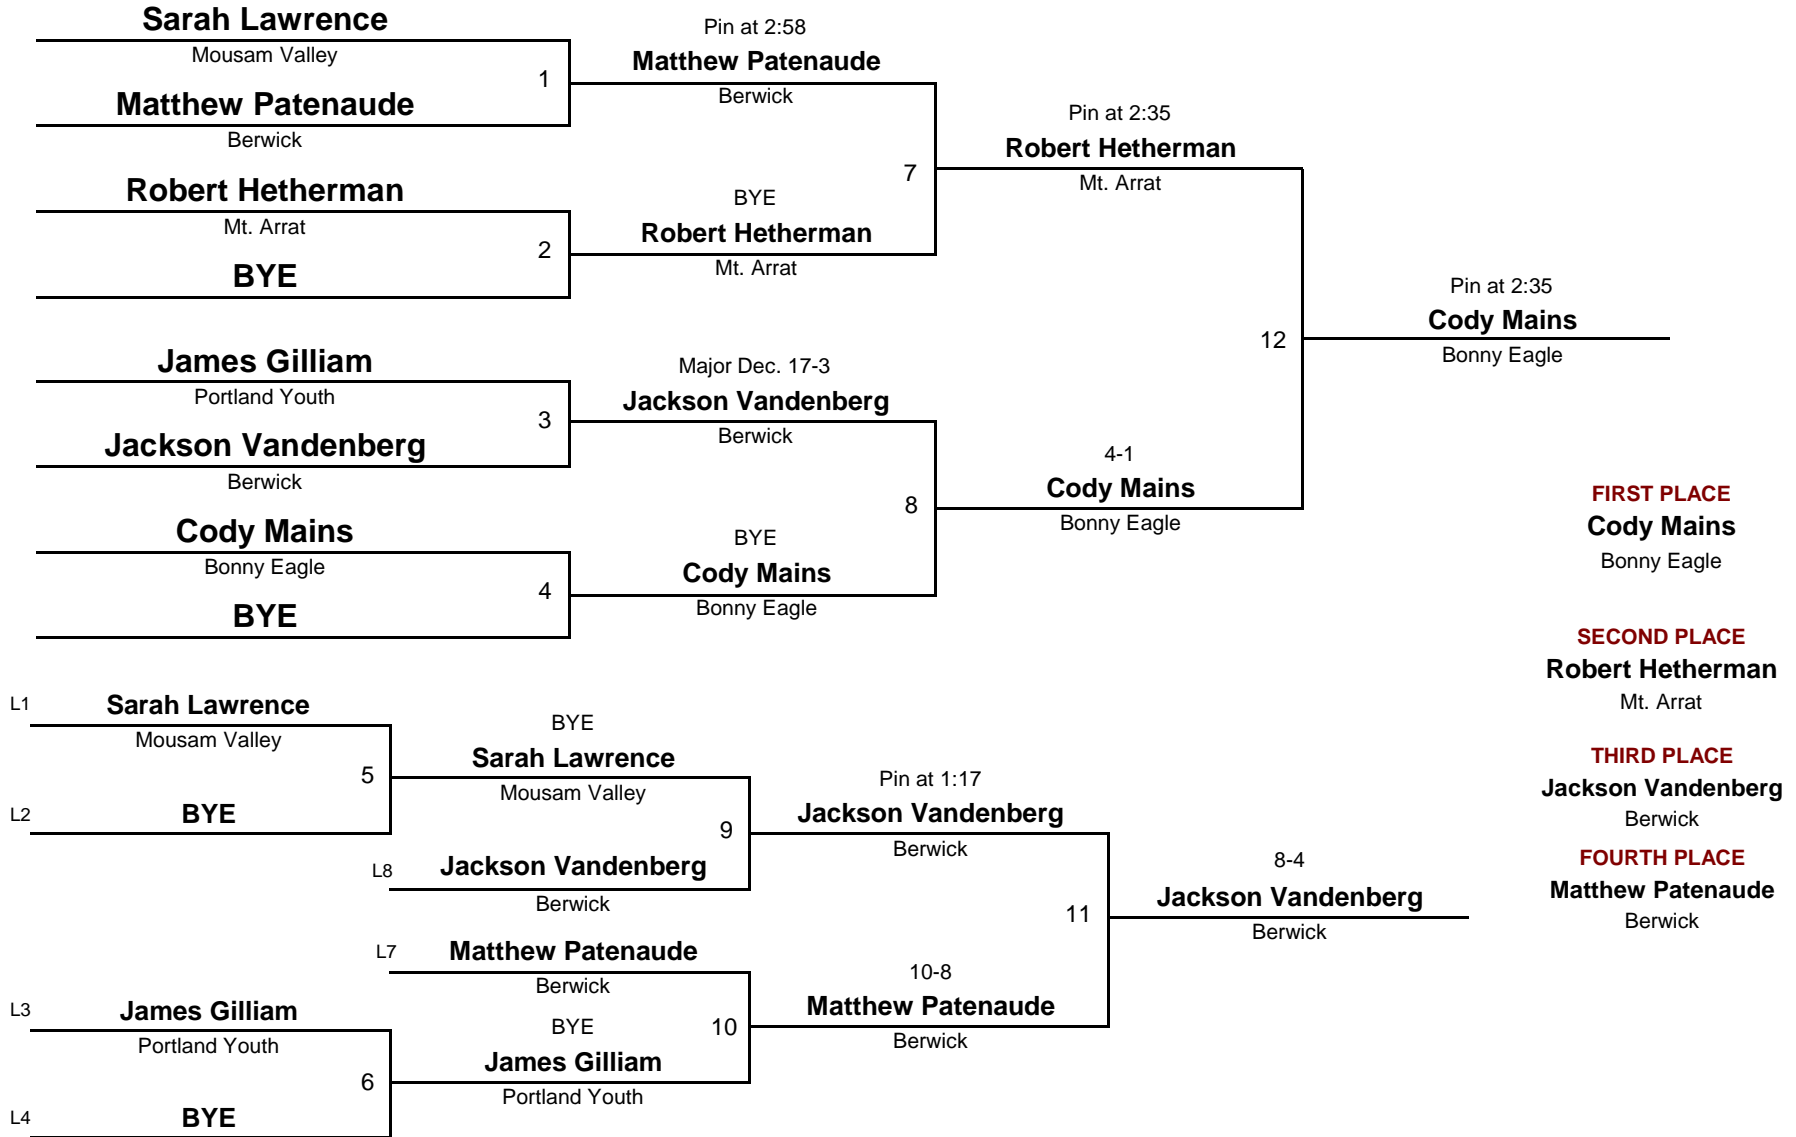 Sarah Lawrence
Mousam Valley
1
Matthew Patenaude
Berwick
Robert Hetherman
Mt. Arrat
2
BYE
James Gilliam
Portland Youth
3
Jackson Vandenberg
Berwick
Cody Mains
Bonny Eagle
4
BYE
Pin at 2:58
Matthew Patenaude
Berwick
7
BYE
Robert Hetherman
Mt. Arrat
Major Dec. 17-3
Jackson Vandenberg
Berwick
8
BYE
Cody Mains
Bonny Eagle
Pin at 2:35
Robert Hetherman
Mt. Arrat
12
4-1
Cody Mains
Bonny Eagle
Pin at 2:35
Cody Mains
Bonny Eagle
L1
Sarah Lawrence
Mousam Valley
5
L2
BYE
L3
James Gilliam
Portland Youth
6
L4
BYE
BYE
Sarah Lawrence
Mousam Valley
9
L8
Jackson Vandenberg
Berwick
L7
Matthew Patenaude
Berwick
10
BYE
James Gilliam
Portland Youth
Pin at 1:17
Jackson Vandenberg
Berwick
11
10-8
Matthew Patenaude
Berwick
8-4
Jackson Vandenberg
Berwick
FIRST PLACE
Cody Mains
Bonny Eagle
SECOND PLACE
Robert Hetherman
Mt. Arrat
THIRD PLACE
Jackson Vandenberg
Berwick
FOURTH PLACE
Matthew Patenaude
Berwick